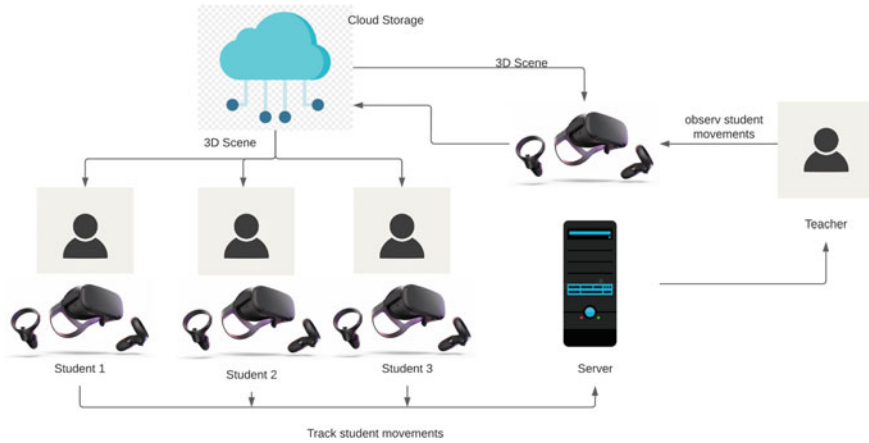 Cloud Storage
3D Scene
observ student
movements
3D Scene
Teacher
Student 1
Student 2
Student 3
Server
Track student movements